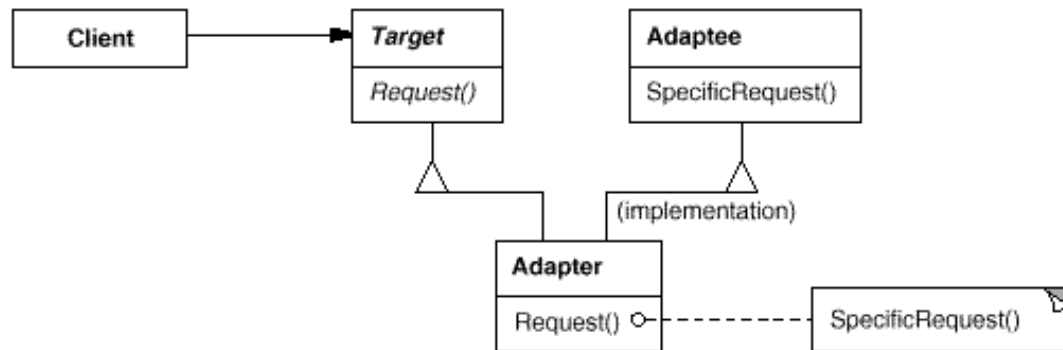 Client
Target
Request()
Adaptee
SpecificRequest()
(implementation)
Adapter
Request()
SpecificRequest()